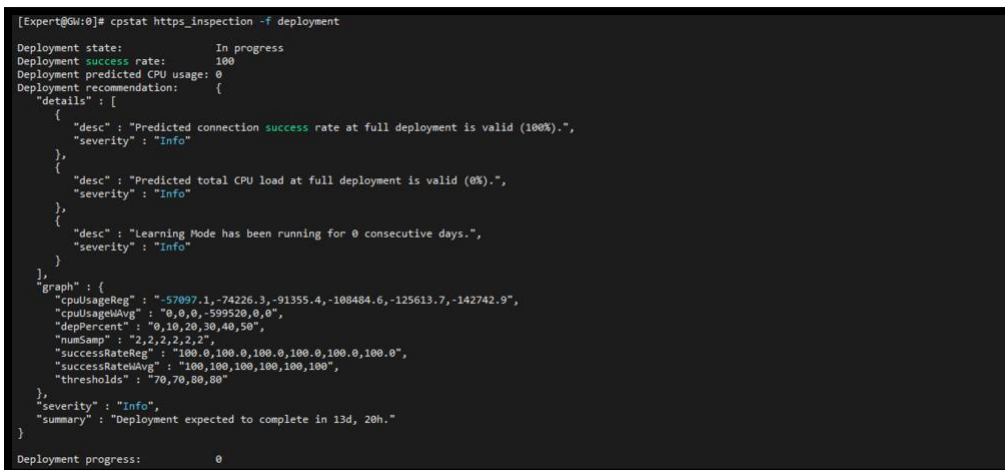 [Expert@GW:0]# cpstat https_inspection -f deployment
Deployment state: In progress
Deployment success rate: 100
Deployment predicted CPU usage: 0
Deployment recommendation: {
"details" : [
{
"desc" : "Predicted connection success rate at full deployment is valid (100%).",
"severity" : "Info"
},
{
"desc" : "Predicted total CPU load at full deployment is valid (0%).",
"severity" : "Info"
},
{
"desc" : "Learning Mode has been running for 0 consecutive days.",
"severity" : "Info"
}
],
"graph" : {
"cpuUsageReg" : "-57097.1,-74226.3,-91355.4,-108484.6,-125613.7,-142742.9",
"cpuUsageWAvg" : "0,0,0,-599520,0,0",
"depPercent" : "0,10,20,30,40,50",
"numSamp" : "2,2,2,2,2,2",
"successRateReg" : "100.0,100.0,100.0,100.0,100.0,100.0",
"successRateWAvg" : "100,100,100,100,100,100",
"thresholds" : "70,70,80,80"
},
"severity" : "Info",
"summary" : "Deployment expected to complete in 13d, 20h."
}
Deployment progress: 0